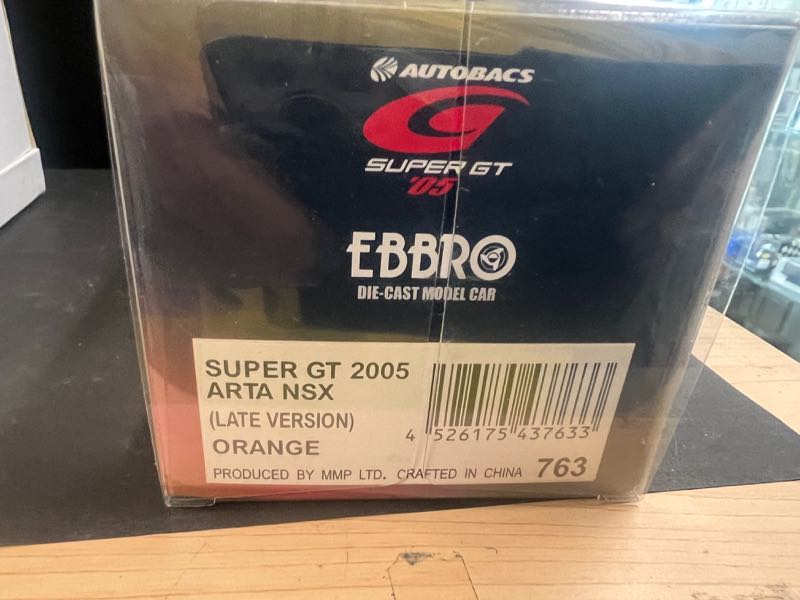 AUTOBACS
SUPER GT
'05
EBBRO
DIE-CAST MODEL CAR
SUPER GT 2005
ARTA NSX
(LATE VERSION)
ORANGE
4 526175 437633
PRODUCED BY MMP LTD. CRAFTED IN CHINA 763